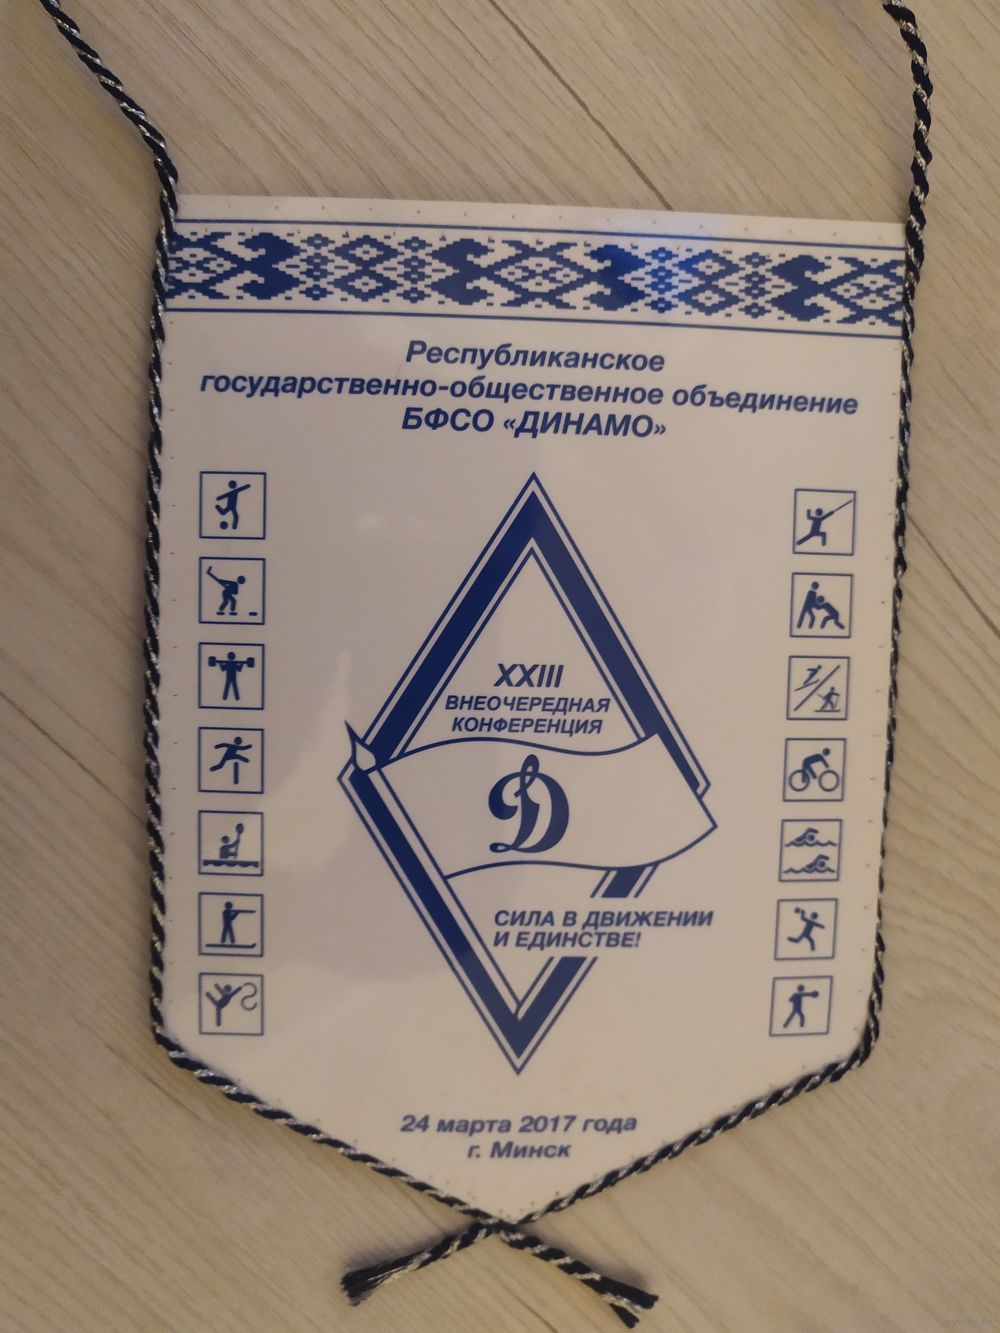 Республиканское
государственно-общественное объединение
БФСО «ДИНАМО»
XXIII
ВНЕОЧЕРЕДНАЯ
КОНФЕРЕНЦИЯ
Д
СИЛА В ДВИЖЕНИИ
И ЕДИНСТВЕ!
24 марта 2017 года
г. Минск